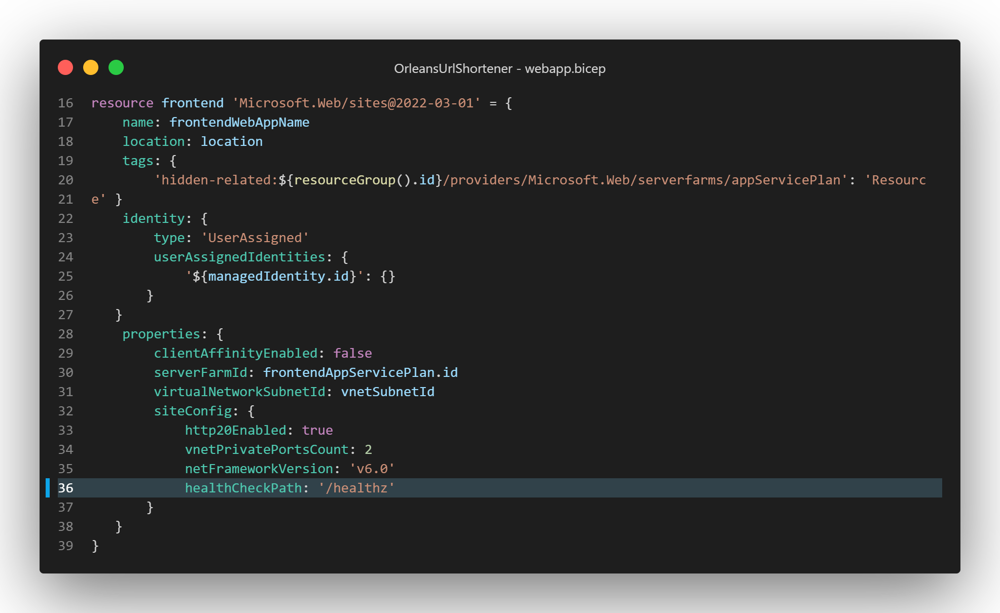 OrleansUrlShortener - webapp.bicep
16 resource frontend 'Microsoft.Web/sites@2022-03-01' = {
17     name: frontendWebAppName
18     location: location
19     tags: {
20         'hidden-related:${resourceGroup().id}/providers/Microsoft.Web/serverfarms/appServicePlan': 'Resourc
21 e' }
22     identity: {
23         type: 'UserAssigned'
24         userAssignedIdentities: {
25             '${managedIdentity.id}': {}
26        }
27    }
28     properties: {
29         clientAffinityEnabled: false
30         serverFarmId: frontendAppServicePlan.id
31         virtualNetworkSubnetId: vnetSubnetId
32         siteConfig: {
33             http20Enabled: true
34             vnetPrivatePortsCount: 2
35             netFrameworkVersion: 'v6.0'
36             healthCheckPath: '/healthz'
37        }
38    }
39 }